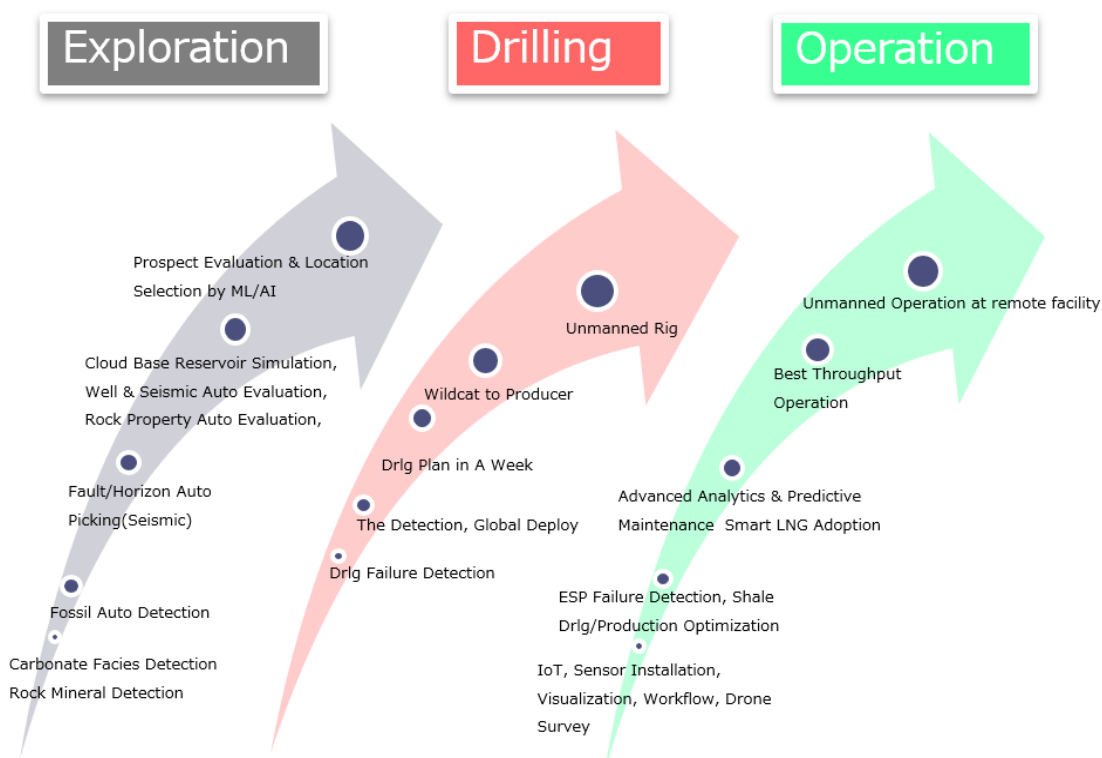 Exploration
Prospect Evaluation & Location
Selection by ML/AI
Cloud Base Reservoir Simulation,
Well & Seismic Auto Evaluation,
Rock Property Auto Evaluation,
Fault/Horizon Auto
Picking(Seismic)
Fossil Auto Detection
Carbonate Facies Detection
Rock Mineral Detection
Drilling
Unmanned Rig
Wildcat to Producer
Drlg Plan in A Week
The Detection, Global Deploy
Drlg Failure Detection
Operation
Unmanned Operation at remote facility
Best Throughput
Operation
Advanced Analytics & Predictive
Maintenance  Smart LNG Adoption
ESP Failure Detection, Shale
Drlg/Production Optimization
IoT, Sensor Installation,
Visualization, Workflow, Drone
Survey